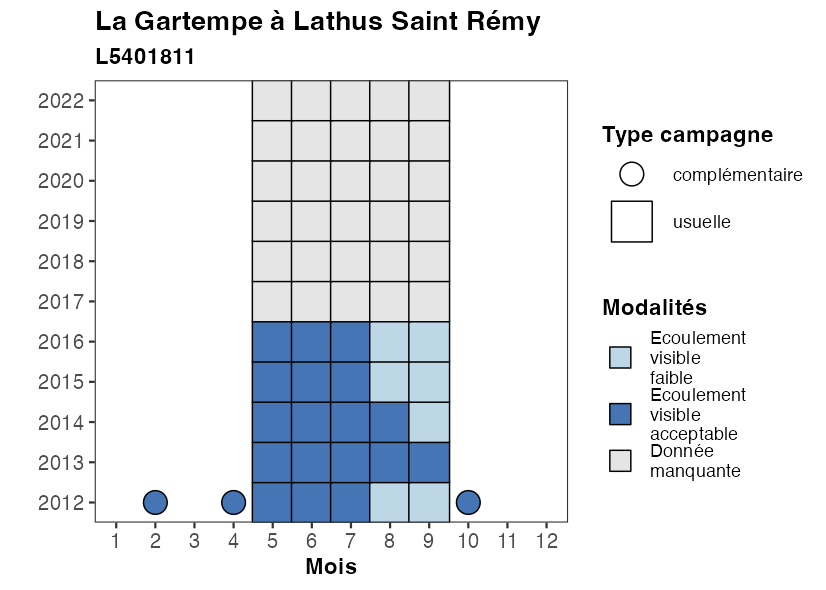 La Gartempe à Lathus Saint Rémy
L5401811
2022
2021
2020
2019
2018
2017
2016
2015
2014
2013
2012
1 2 3 4 5 6 7 8 9 10 11 12
Mois
Type campagne
complémentaire
usuelle
Modalités
Ecoulement
visible
faible
Ecoulement
visible
acceptable
Donnée
manquante